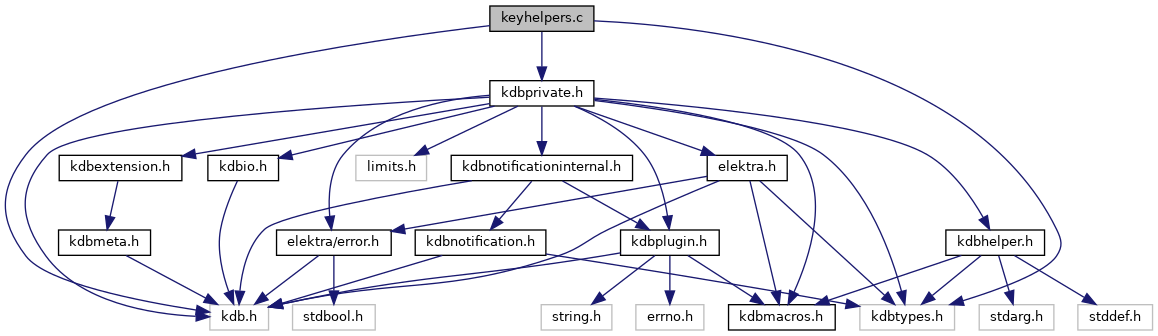 keyhelpers.c
kdbprivate.h
kdbextension.h
kdbio.h
limits.h
kdbnotificationinternal.h
elektra.h
kdbmeta.h
elektra/error.h
kdbnotification.h
kdbplugin.h
kdbhelper.h
kdb.h
stdbool.h
string.h
errno.h
kdbmacros.h
kdbtypes.h
stdarg.h
stddef.h